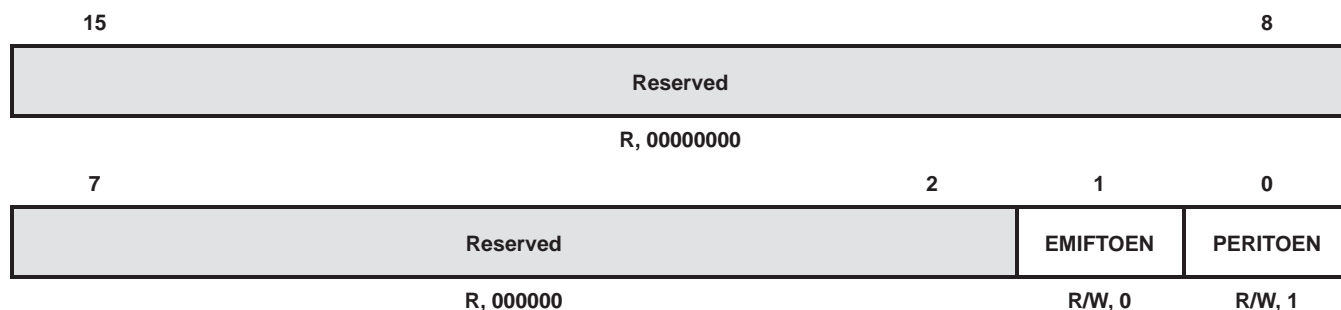 15 8
Reserved
R, 00000000
7 2 1 0
Reserved EMIFTOEN PERITOEN
R, 000000 R/W, 0 R/W, 1